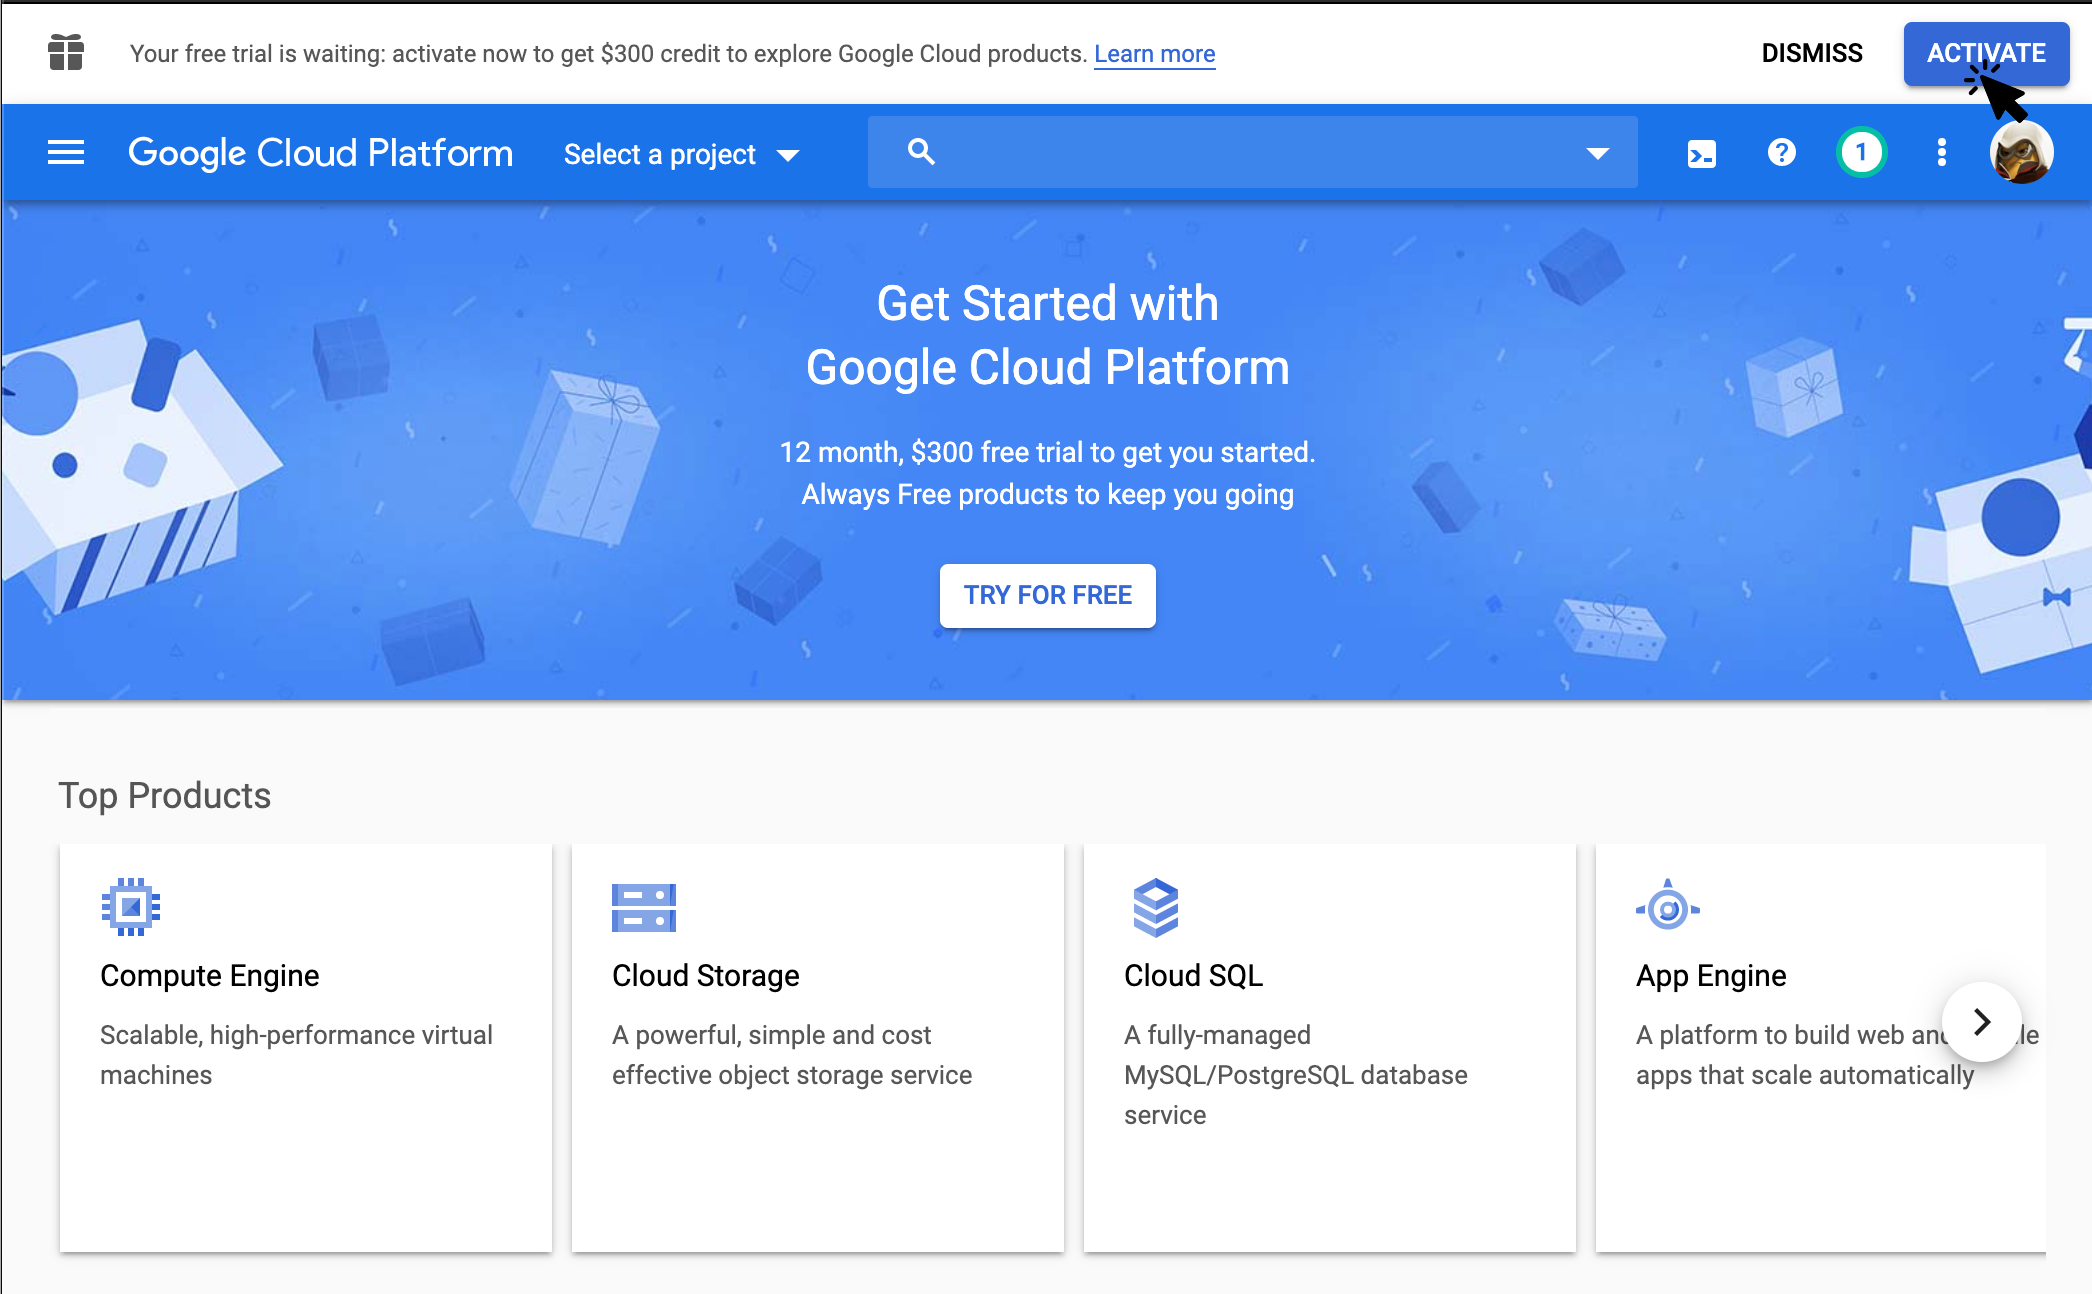 Your free trial is waiting: activate now to get $300 credit to explore Google Cloud products. Learn more
DISMISS
ACTIVATE
Google Cloud Platform
Select a project
1
Get Started with
Google Cloud Platform
12 month, $300 free trial to get you started.
Always Free products to keep you going
TRY FOR FREE
Top Products
Compute Engine
Scalable, high-performance virtual
machines
Cloud Storage
A powerful, simple and cost
effective object storage service
Cloud SQL
A fully-managed
MySQL/PostgreSQL database
service
App Engine
A platform to build web and
apps that scale automatically